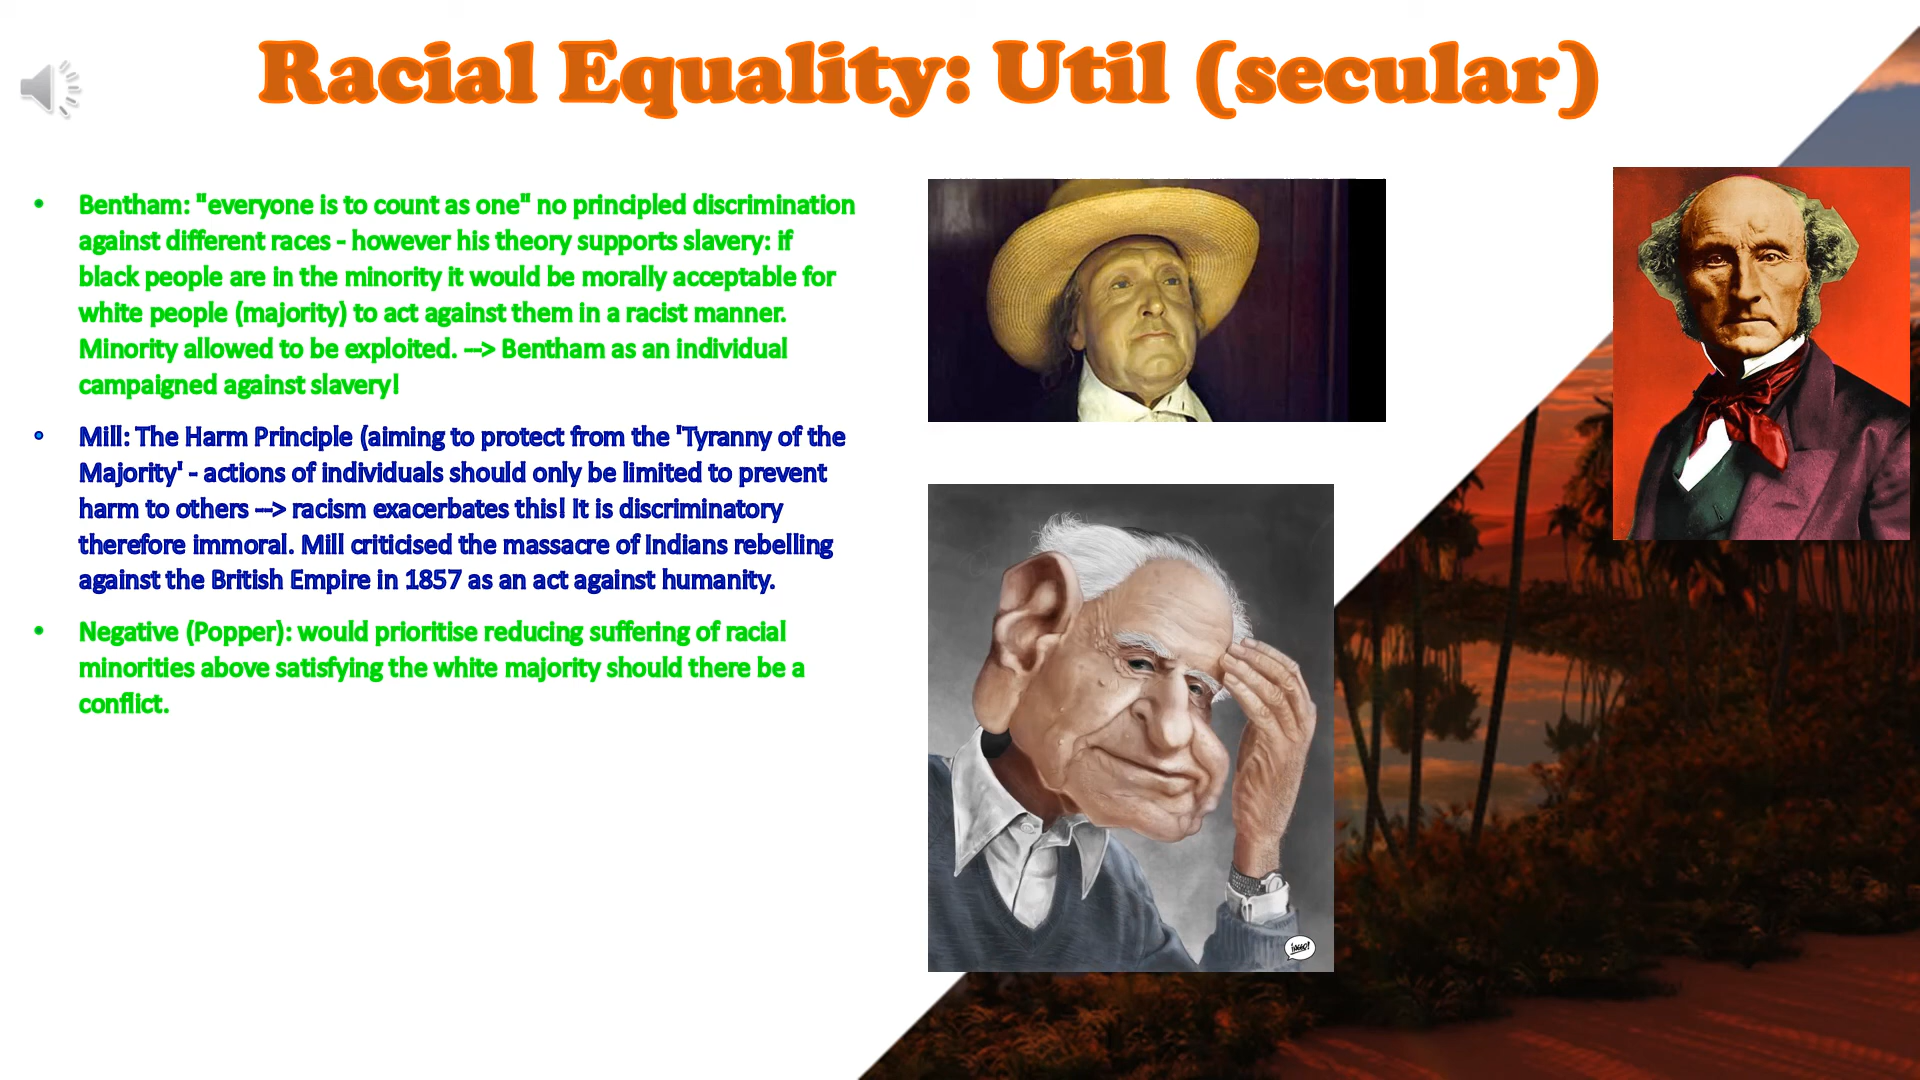 Racial Equality: Util (secular)
• Bentham: "everyone is to count as one" no principled discrimination
against different races - however his theory supports slavery: if
black people are in the minority it would be morally acceptable for
white people (majority) to act against them in a racist manner.
Minority allowed to be exploited. --> Bentham as an individual
campaigned against slavery!
• Mill: The Harm Principle (aiming to protect from the 'Tyranny of the
Majority' - actions of individuals should only be limited to prevent
harm to others --> racism exacerbates this! It is discriminatory
therefore immoral. Mill criticised the massacre of Indians rebelling
against the British Empire in 1857 as an act against humanity.
• Negative (Popper): would prioritise reducing suffering of racial
minorities above satisfying the white majority should there be a
conflict.